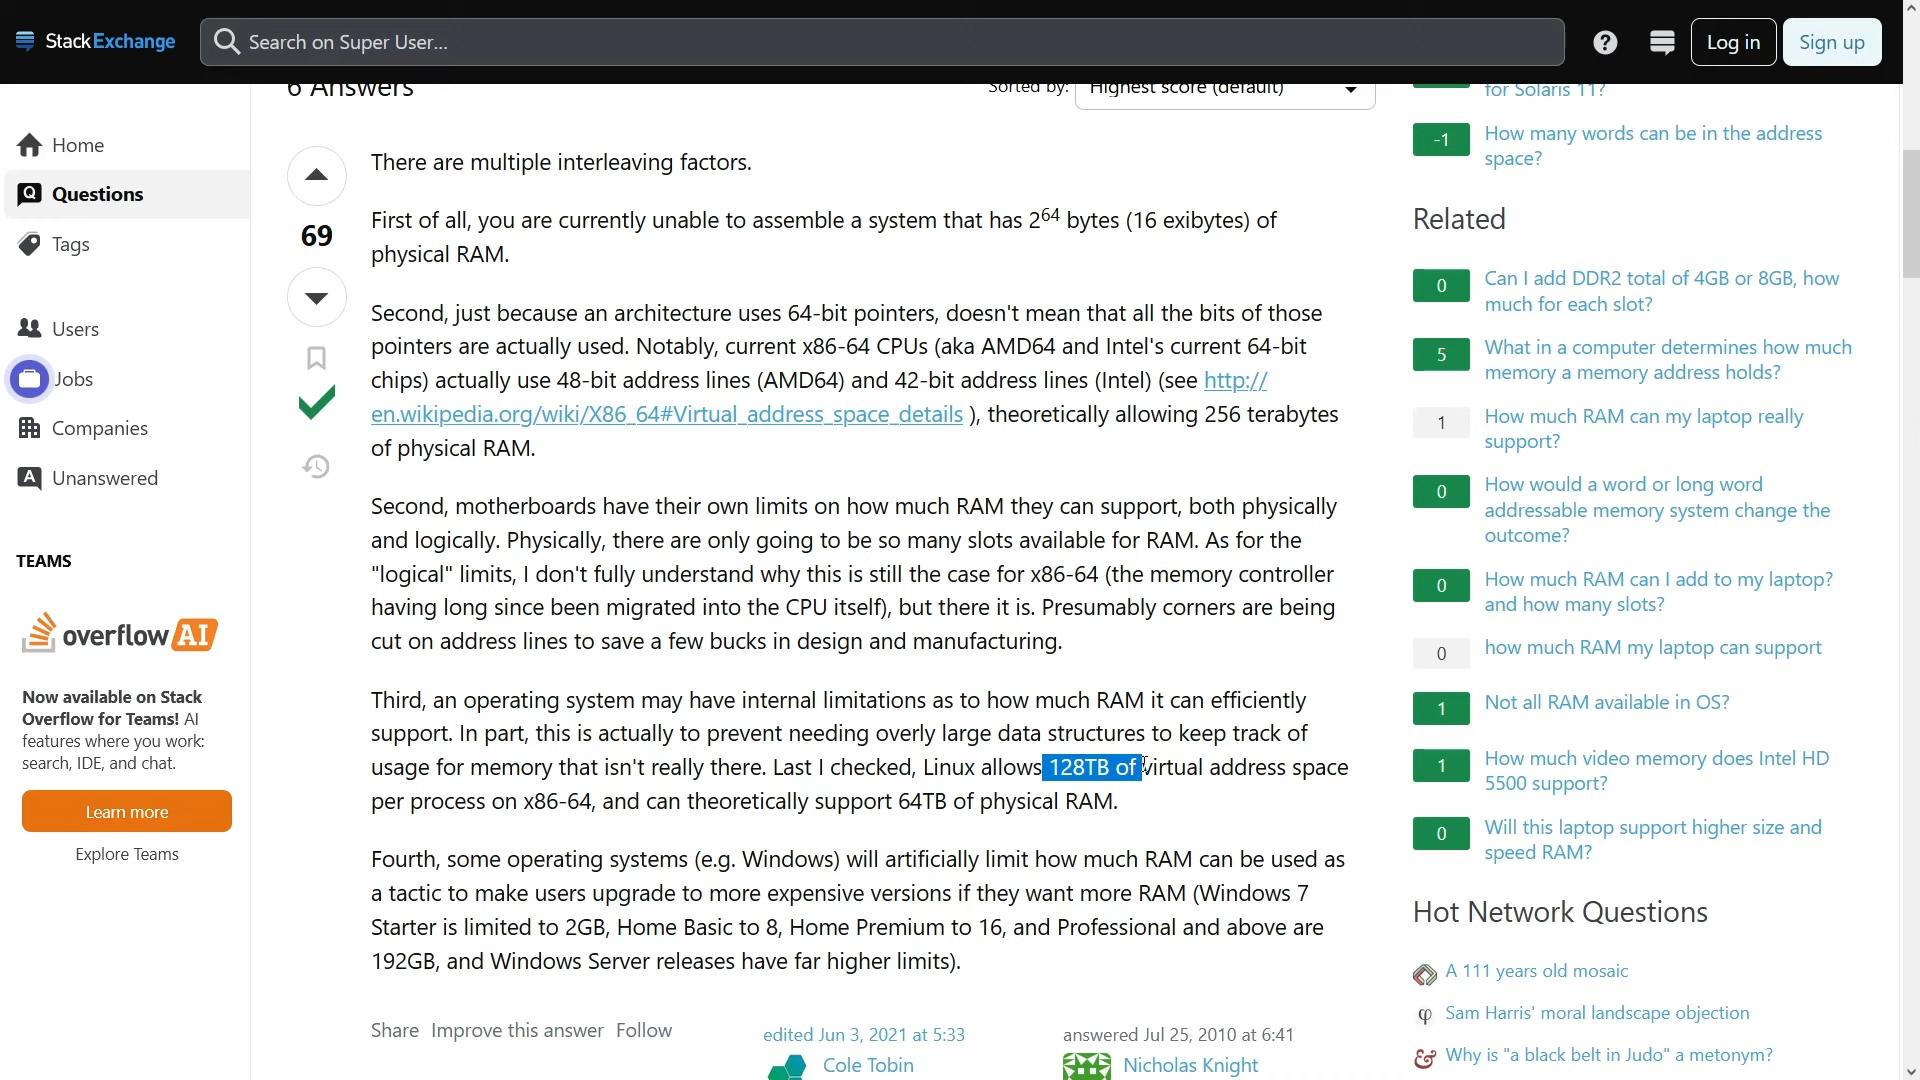 StackExchange
Search on Super User...
Log in
Sign up
6 Answers
Sorted by:
Highest score (default)
Home
Questions
Tags
Users
Jobs
Companies
Unanswered
TEAMS
overflow AI
Now available on Stack
Overflow for Teams! AI
features where you work:
search, IDE, and chat.
Learn more
Explore Teams
69
There are multiple interleaving factors.
First of all, you are currently unable to assemble a system that has 2^64 bytes (16 exibytes) of
physical RAM.
Second, just because an architecture uses 64-bit pointers, doesn't mean that all the bits of those
pointers are actually used. Notably, current x86-64 CPUs (aka AMD64 and Intel's current 64-bit
chips) actually use 48-bit address lines (AMD64) and 42-bit address lines (Intel) (see http://
en.wikipedia.org/wiki/X86_64#Virtual_address_space_details ), theoretically allowing 256 terabytes
of physical RAM.
Second, motherboards have their own limits on how much RAM they can support, both physically
and logically. Physically, there are only going to be so many slots available for RAM. As for the
"logical" limits, I don't fully understand why this is still the case for x86-64 (the memory controller
having long since been migrated into the CPU itself), but there it is. Presumably corners are being
cut on address lines to save a few bucks in design and manufacturing.
Third, an operating system may have internal limitations as to how much RAM it can efficiently
support. In part, this is actually to prevent needing overly large data structures to keep track of
usage for memory that isn't really there. Last I checked, Linux allows 128TB of virtual address space
per process on x86-64, and can theoretically support 64TB of physical RAM.
Fourth, some operating systems (e.g. Windows) will artificially limit how much RAM can be used as
a tactic to make users upgrade to more expensive versions if they want more RAM (Windows 7
Starter is limited to 2GB, Home Basic to 8, Home Premium to 16, and Professional and above are
192GB, and Windows Server releases have far higher limits).
Share Improve this answer Follow
edited Jun 3, 2021 at 5:33
Cole Tobin
answered Jul 25, 2010 at 6:41
Nicholas Knight
for Solaris 11?
-1
How many words can be in the address
space?
Related
0
Can I add DDR2 total of 4GB or 8GB, how
much for each slot?
5
What in a computer determines how much
memory a memory address holds?
1
How much RAM can my laptop really
support?
0
How would a word or long word
addressable memory system change the
outcome?
0
How much RAM can I add to my laptop?
and how many slots?
0
how much RAM my laptop can support
1
Not all RAM available in OS?
1
How much video memory does Intel HD
5500 support?
0
Will this laptop support higher size and
speed RAM?
Hot Network Questions
A 111 years old mosaic
Sam Harris' moral landscape objection
Why is "a black belt in Judo" a metonym?